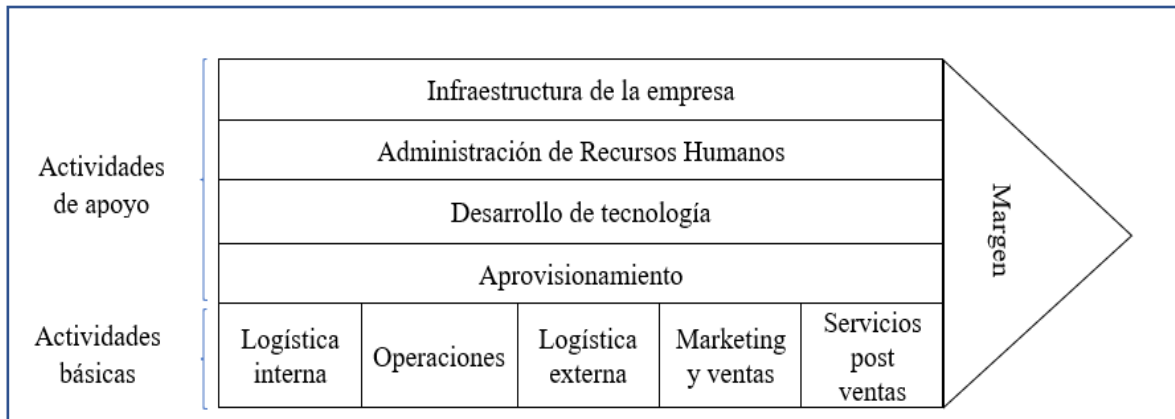 Infraestructura de la empresa
Administración de Recursos Humanos
Actividades
de apoyo
Desarrollo de tecnología
Aprovisionamiento
Margen
Actividades
básicas
Logística
interna
Operaciones
Logística
externa
Marketing
y ventas
Servicios
post
ventas